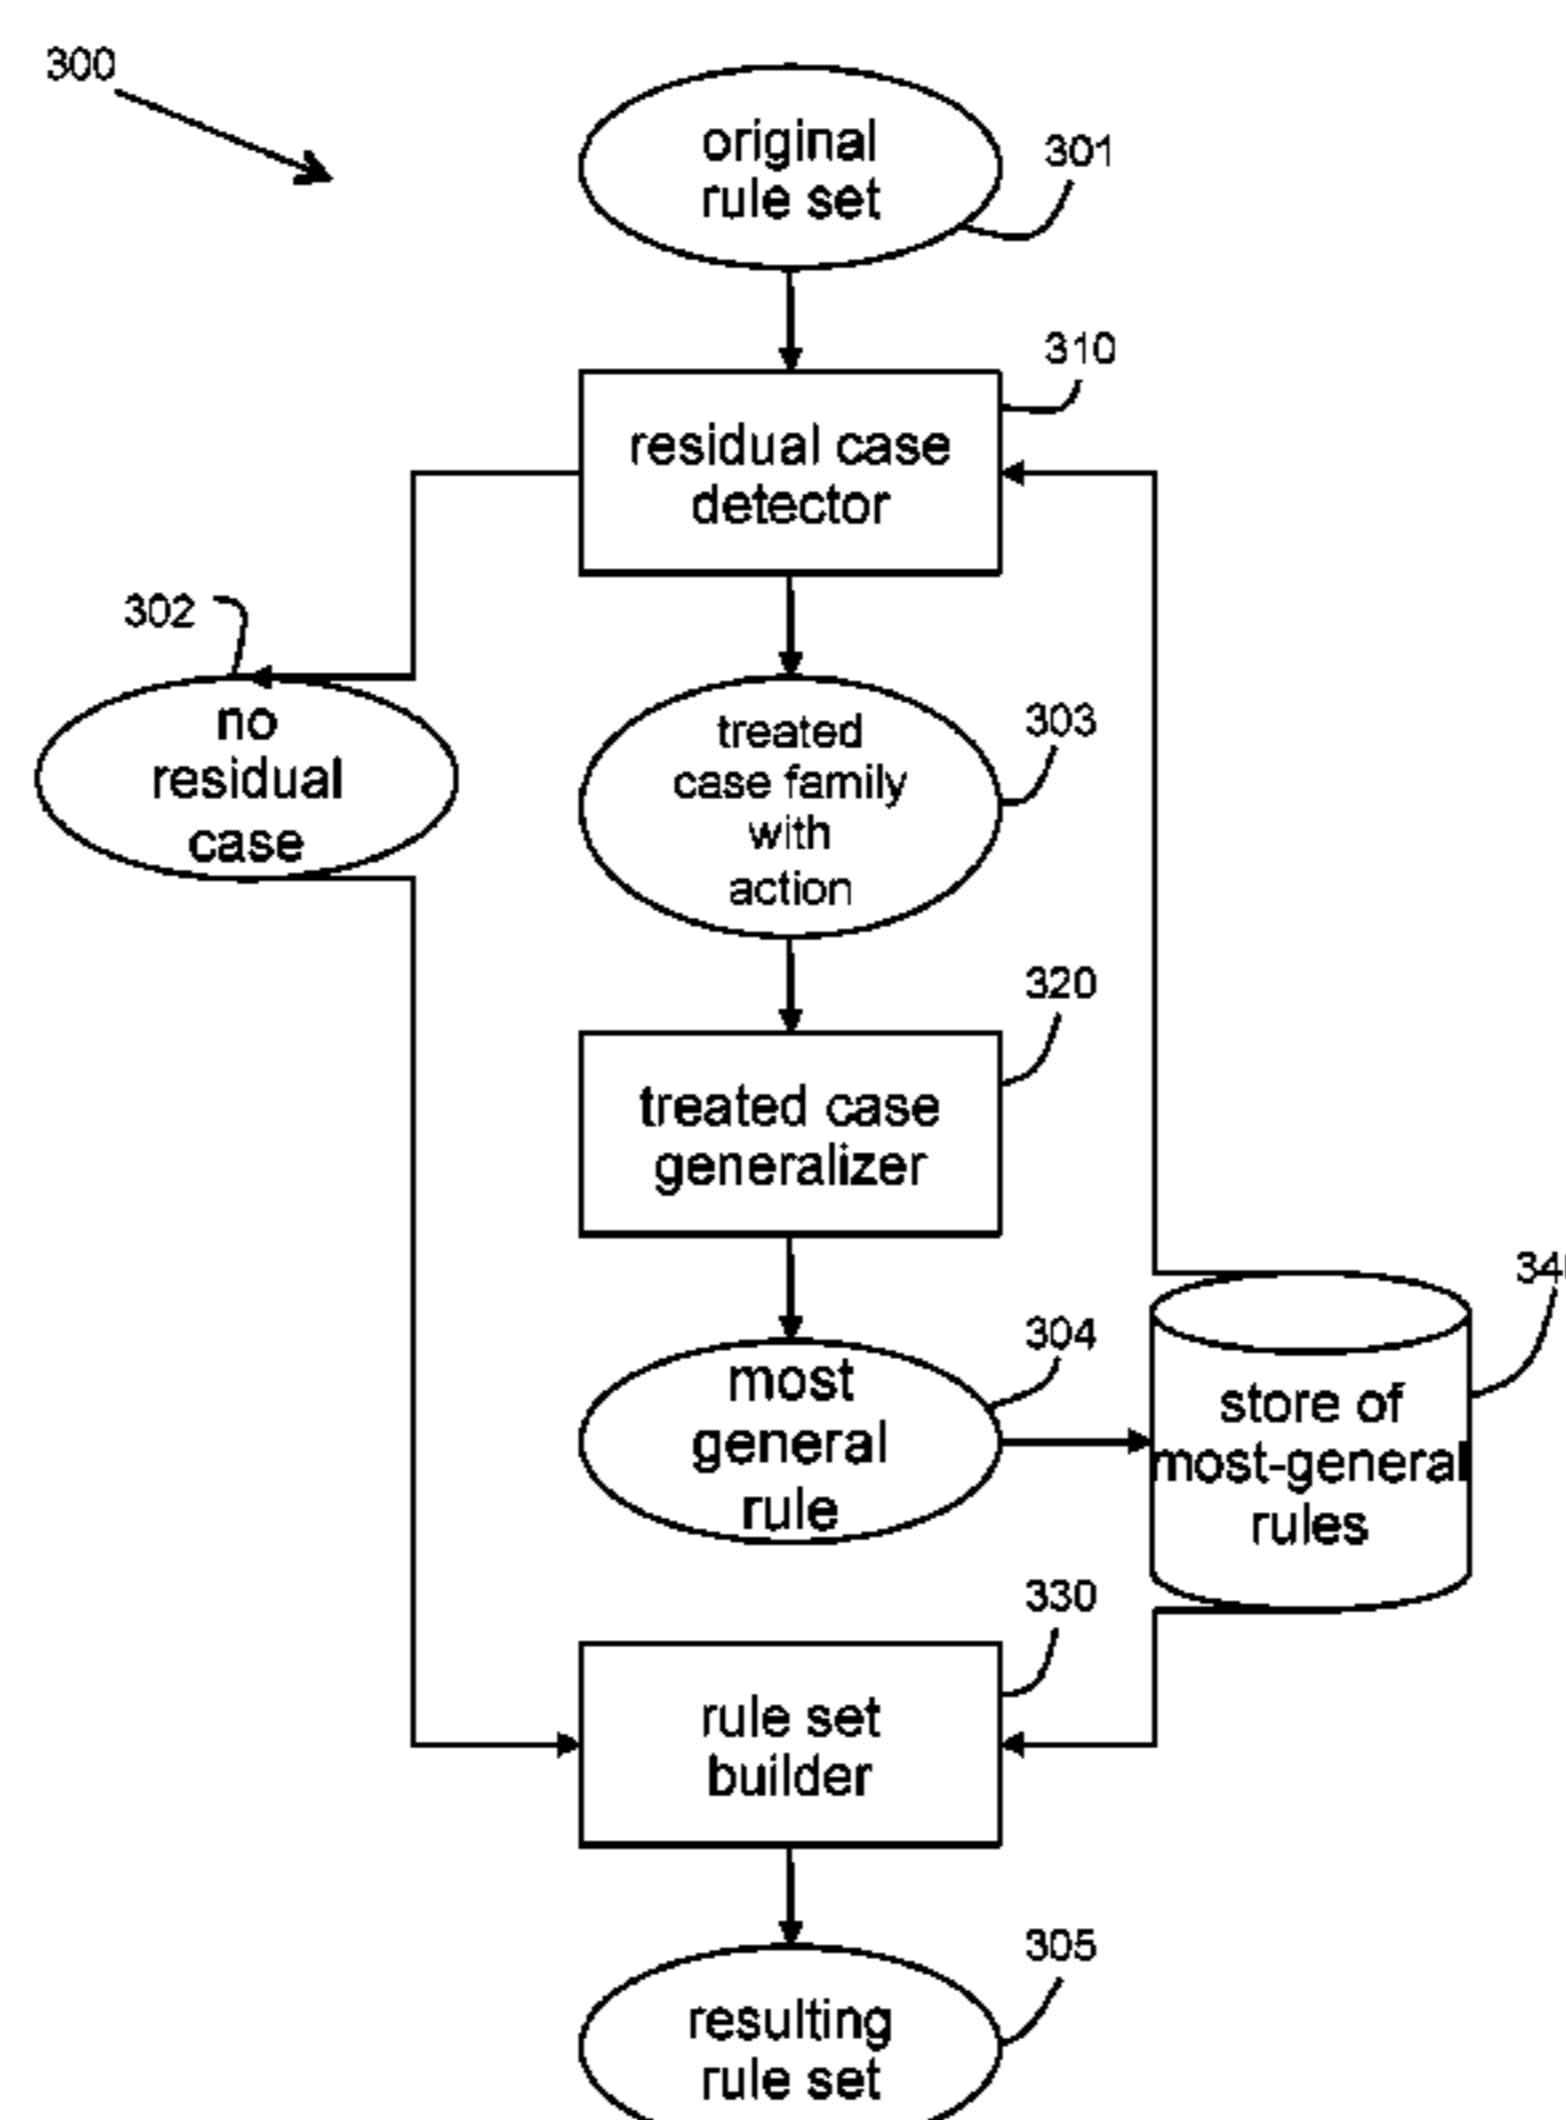 300
original
rule set
301
310
residual case
detector
302
no
residual
case
treated
case family
with
action
303
320
treated case
generalizer
304
most
general
rule
store of
most-general
rules
330
rule set
builder
305
resulting
rule set